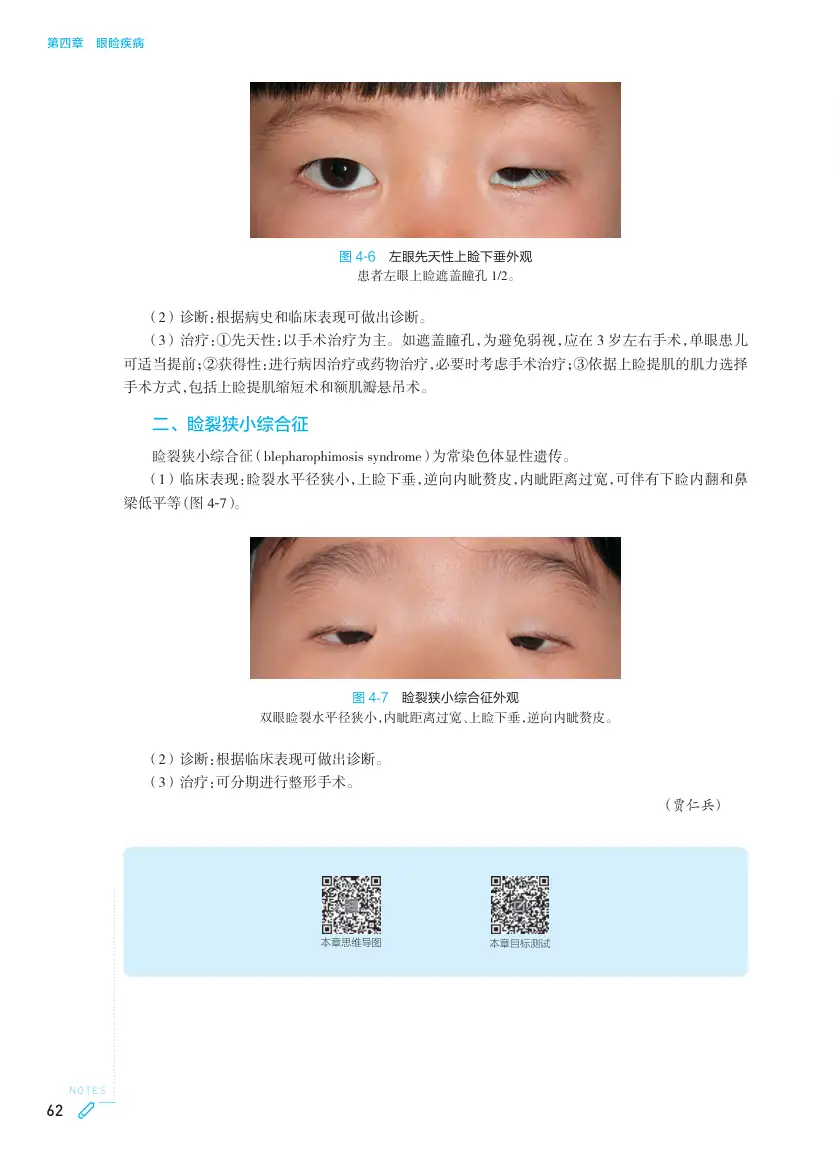 第四章 眼睑疾病
图 4-6 左眼先天性上睑下垂外观
患者左眼上睑遮盖瞳孔 1/2。
（2）诊断：根据病史和临床表现可做出诊断。
（3）治疗：①先天性：以手术治疗为主。如遮盖瞳孔，为避免弱视，应在 3 岁左右手术，单眼患儿
可适当提前；②获得性：进行病因治疗或药物治疗，必要时考虑手术治疗；③依据上睑提肌的肌力选择
手术方式，包括上睑提肌缩短术和额肌瓣悬吊术。
二、睑裂狭小综合征
睑裂狭小综合征（blepharophimosis syndrome）为常染色体显性遗传。
（1）临床表现：睑裂水平径狭小，上睑下垂，逆向内眦赘皮，内眦距离过宽，可伴有下睑内翻和鼻
梁低平等（图 4-7）。
图 4-7 睑裂狭小综合征外观
双眼睑裂水平径狭小，内眦距离过宽、上睑下垂，逆向内眦赘皮。
（2）诊断：根据临床表现可做出诊断。
（3）治疗：可分期进行整形手术。
（贾仁兵）
本章思维导图
本章目标测试
NOTES
62